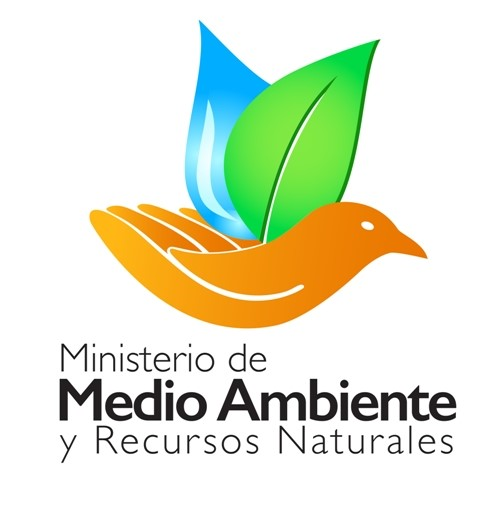 Ministerio de
Medio Ambiente
y Recursos Naturales